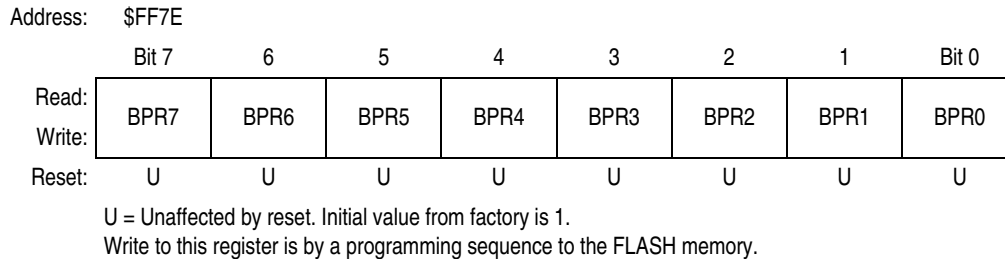 Address: $FF7E
Bit 7 6 5 4 3 2 1 Bit 0
Read:
BPR7 BPR6 BPR5 BPR4 BPR3 BPR2 BPR1 BPR0
Write:
Reset: U U U U U U U U
U = Unaffected by reset. Initial value from factory is 1.
Write to this register is by a programming sequence to the FLASH memory.